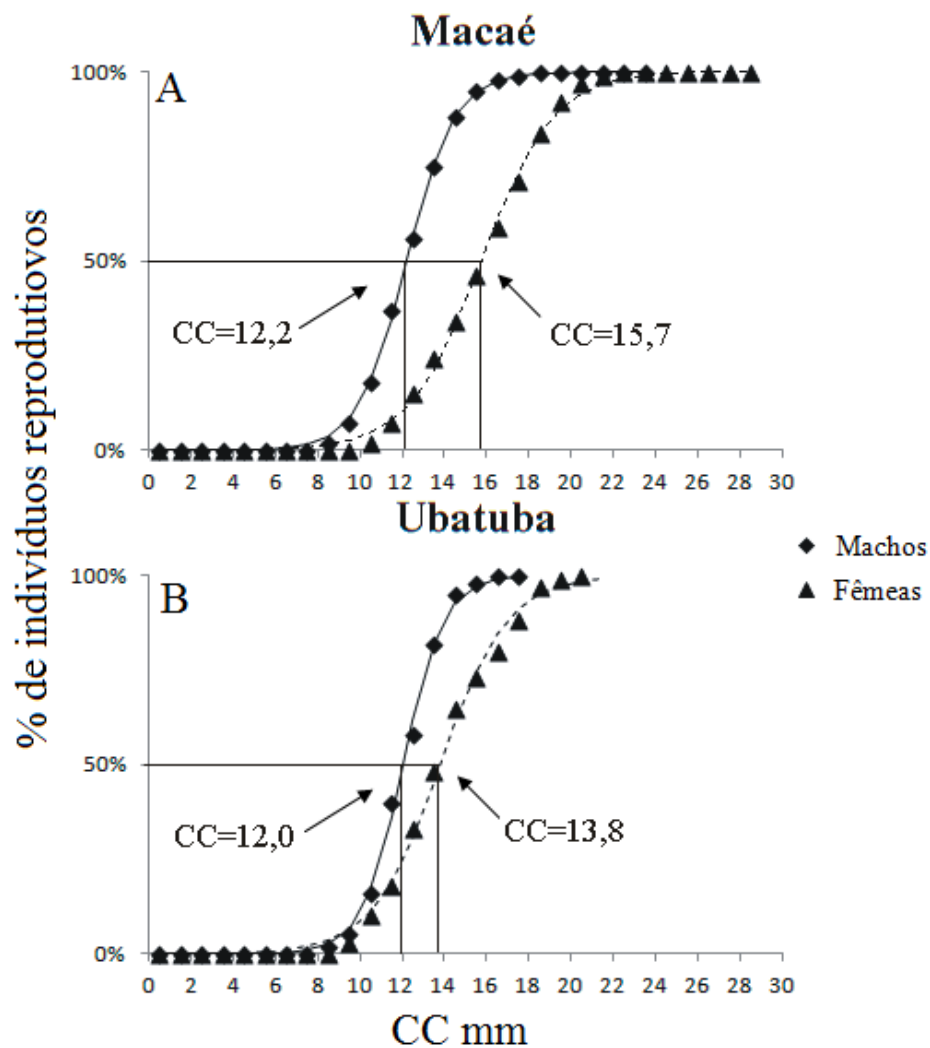 Macaé
A
100%
50%
0%
CC=12,2
CC=15,7
0 2 4 6 8 10 12 14 16 18 20 22 24 26 28 30
Ubatuba
B
100%
50%
0%
CC=12,0
CC=13,8
0 2 4 6 8 10 12 14 16 18 20 22 24 26 28 30
CC mm
% de indivíduos reprodutiovos
Machos
Fêmeas